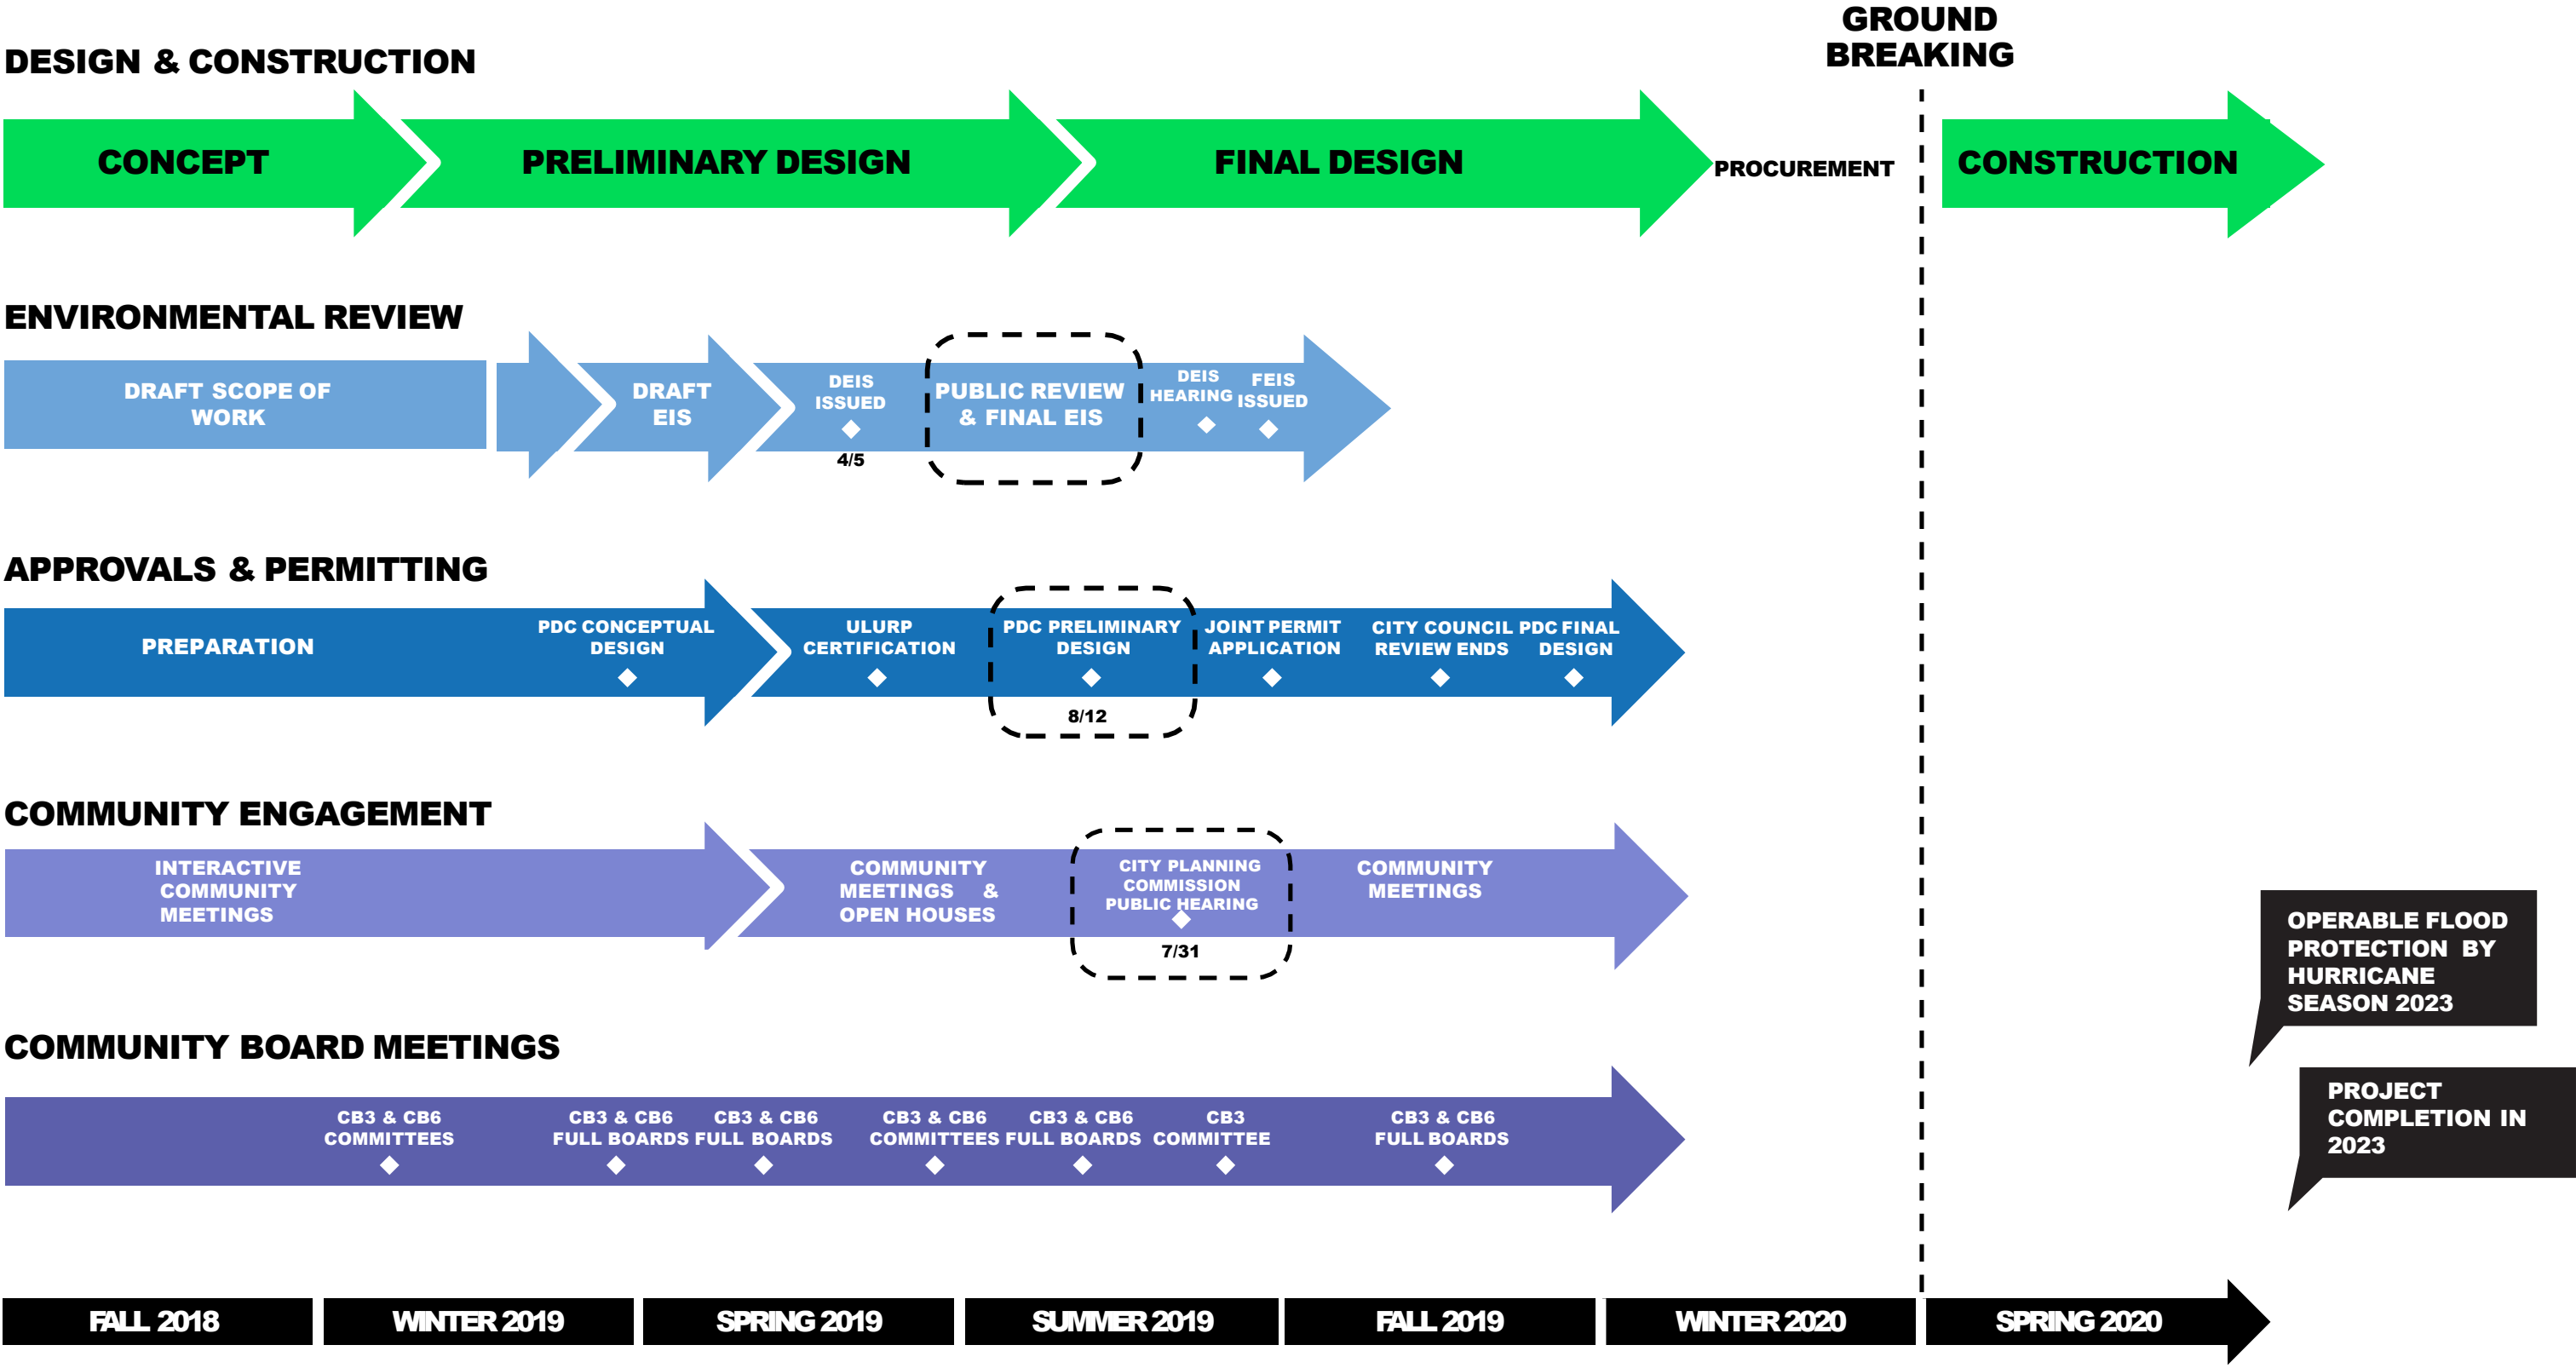 GROUND
BREAKING
DESIGN & CONSTRUCTION
CONCEPT
PRELIMINARY DESIGN
FINAL DESIGN
PROCUREMENT
CONSTRUCTION
ENVIRONMENTAL REVIEW
DRAFT SCOPE OF
WORK
DRAFT
EIS
DEIS
ISSUED
4/5
PUBLIC REVIEW
& FINAL EIS
DEIS
HEARING
FEIS
ISSUED
APPROVALS & PERMITTING
PREPARATION
PDC CONCEPTUAL
DESIGN
ULURP
CERTIFICATION
PDC PRELIMINARY
DESIGN
8/12
JOINT PERMIT
APPLICATION
CITY COUNCIL
REVIEW ENDS
PDC FINAL
DESIGN
COMMUNITY ENGAGEMENT
INTERACTIVE
COMMUNITY
MEETINGS
COMMUNITY
MEETINGS &
OPEN HOUSES
CITY PLANNING
COMMISSION
PUBLIC HEARING
7/31
COMMUNITY
MEETINGS
OPERABLE FLOOD
PROTECTION BY
HURRICANE
SEASON 2023
COMMUNITY BOARD MEETINGS
CB3 & CB6
COMMITTEES
CB3 & CB6
FULL BOARDS
CB3 & CB6
FULL BOARDS
CB3 & CB6
COMMITTEES
CB3 & CB6
FULL BOARDS
CB3
COMMITTEE
CB3 & CB6
FULL BOARDS
PROJECT
COMPLETION IN
2023
FALL 2018
WINTER 2019
SPRING 2019
SUMMER 2019
FALL 2019
WINTER 2020
SPRING 2020